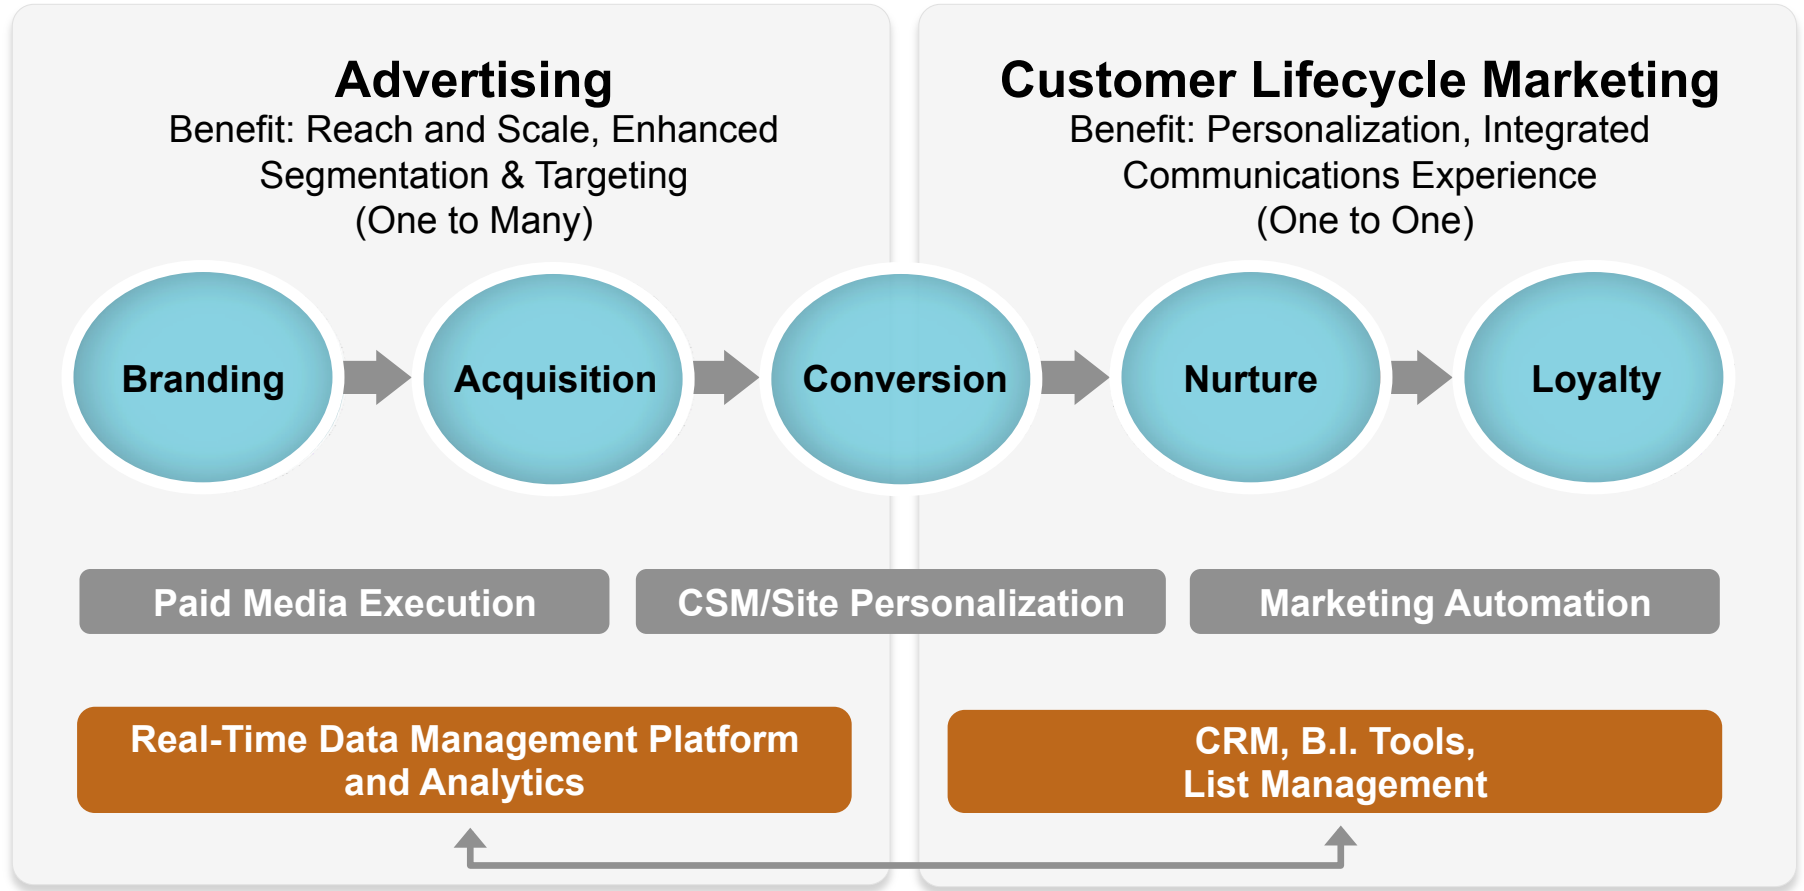 Advertising
Benefit: Reach and Scale, Enhanced
Segmentation & Targeting
(One to Many)
Customer Lifecycle Marketing
Benefit: Personalization, Integrated
Communications Experience
(One to One)
Branding
Acquisition
Conversion
Nurture
Loyalty
Paid Media Execution
CSM/Site Personalization
Marketing Automation
Real-Time Data Management Platform
and Analytics
CRM, B.I. Tools,
List Management